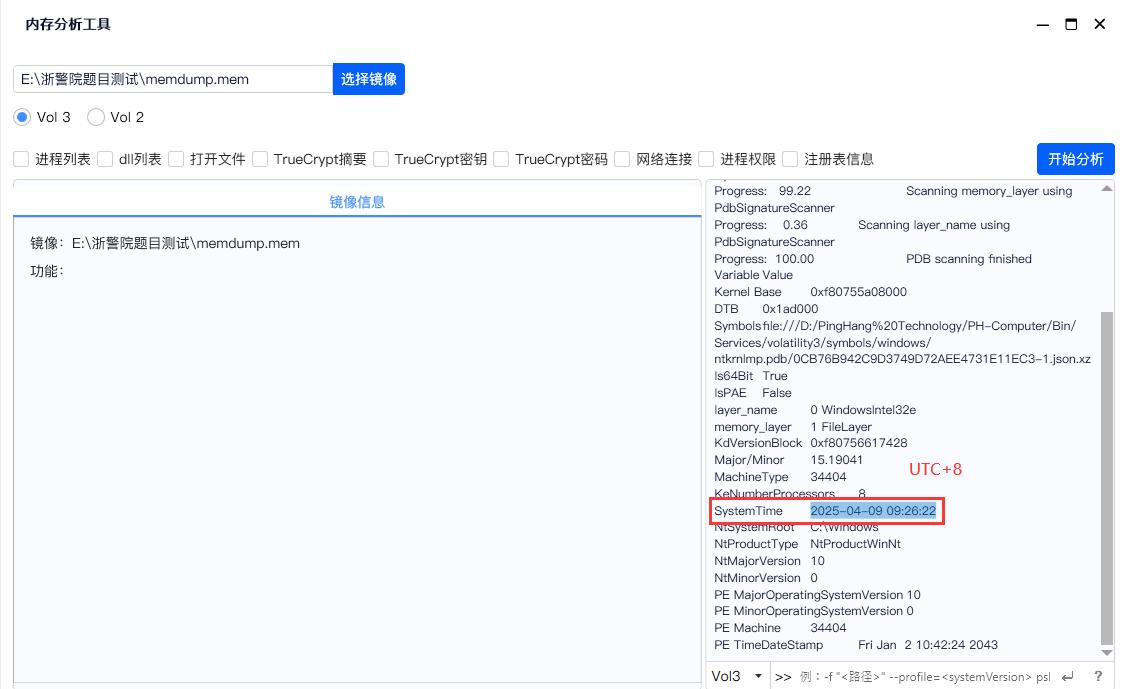 内存分析工具
E:\浙警院题目测试\memdump.mem 选择镜像
Vol 3 Vol 2
进程列表 dll列表 打开文件 TrueCrypt摘要 TrueCrypt密钥 TrueCrypt密码 网络连接 进程权限 注册表信息 开始分析
镜像信息
镜像：E:\浙警院题目测试\memdump.mem
功能：
Progress: 99.22 Scanning memory_layer using
PdbSignatureScanner
Progress: 0.36 Scanning layer_name using
PdbSignatureScanner
Progress: 100.00 PDB scanning finished
Variable Value
Kernel Base 0xf80755a08000
DTB 0x1ad000
Symbols file:///D:/PingHang%20Technology/PH-Computer/Bin/
Services/volatility3/symbols/windows/
ntkrnlmp.pdb/0CB76B942C9D3749D72AEE4731E11EC3-1.json.xz
Is64Bit True
IsPAE False
layer_name 0 WindowsIntel32e
memory_layer 1 FileLayer
KdVersionBlock 0xf80756617428
Major/Minor 15.19041
UTC+8
MachineType 34404
KeNumberProcessors 8
SystemTime 2025-04-09 09:26:22
NtSystemRoot C:\Windows
NtProductType NtProductWinNt
NtMajorVersion 10
NtMinorVersion 0
PE MajorOperatingSystemVersion 10
PE MinorOperatingSystemVersion 0
PE Machine 34404
PE TimeDateStamp Fri Jan 2 10:42:24 2043
Vol3 >> 例：-f "<路径>" --profile=<systemVersion> psl ?